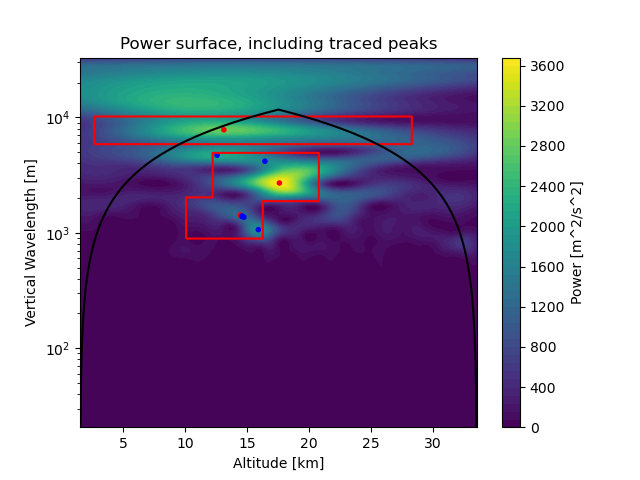 Power surface, including traced peaks
Vertical Wavelength [m]
10^4
10^3
10^2
5 10 15 20 25 30
Altitude [km]
3600
3200
2800
2400
2000
1600
1200
800
400
0
Power [m^2/s^2]